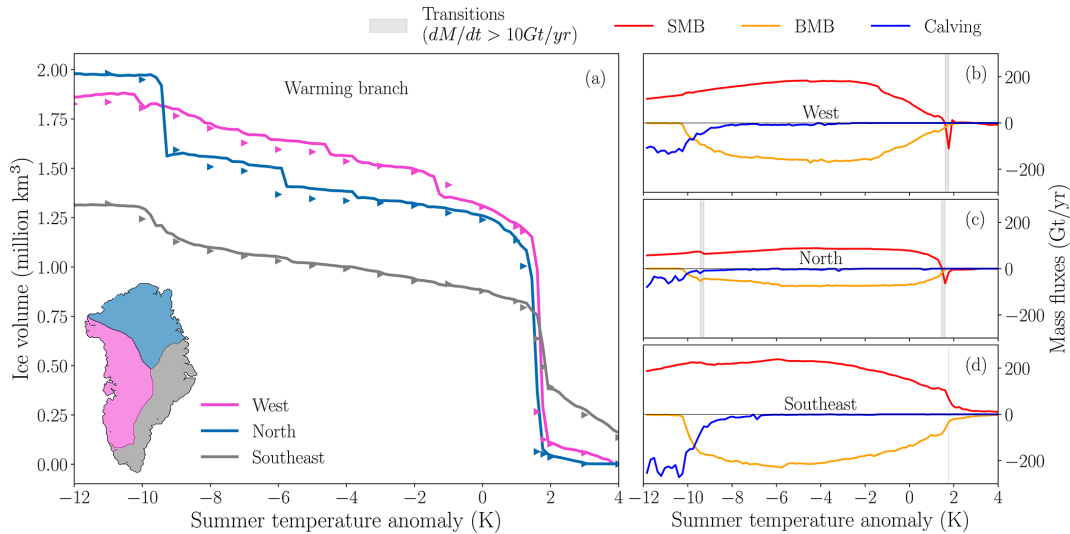 Transitions
(dM/dt > 10Gt/yr)
SMB
BMB
Calving
(a)
Warming branch
2.00
1.75
1.50
1.25
1.00
0.75
0.50
0.25
0.00
Ice volume (million km³)
West
North
Southeast
−12
−10
−8
−6
−4
−2
0
2
4
Summer temperature anomaly (K)
(b)
West
200
0
−200
(c)
North
200
0
−200
(d)
Southeast
200
0
−200
Mass fluxes (Gt/yr)
−12
−10
−8
−6
−4
−2
0
2
4
Summer temperature anomaly (K)